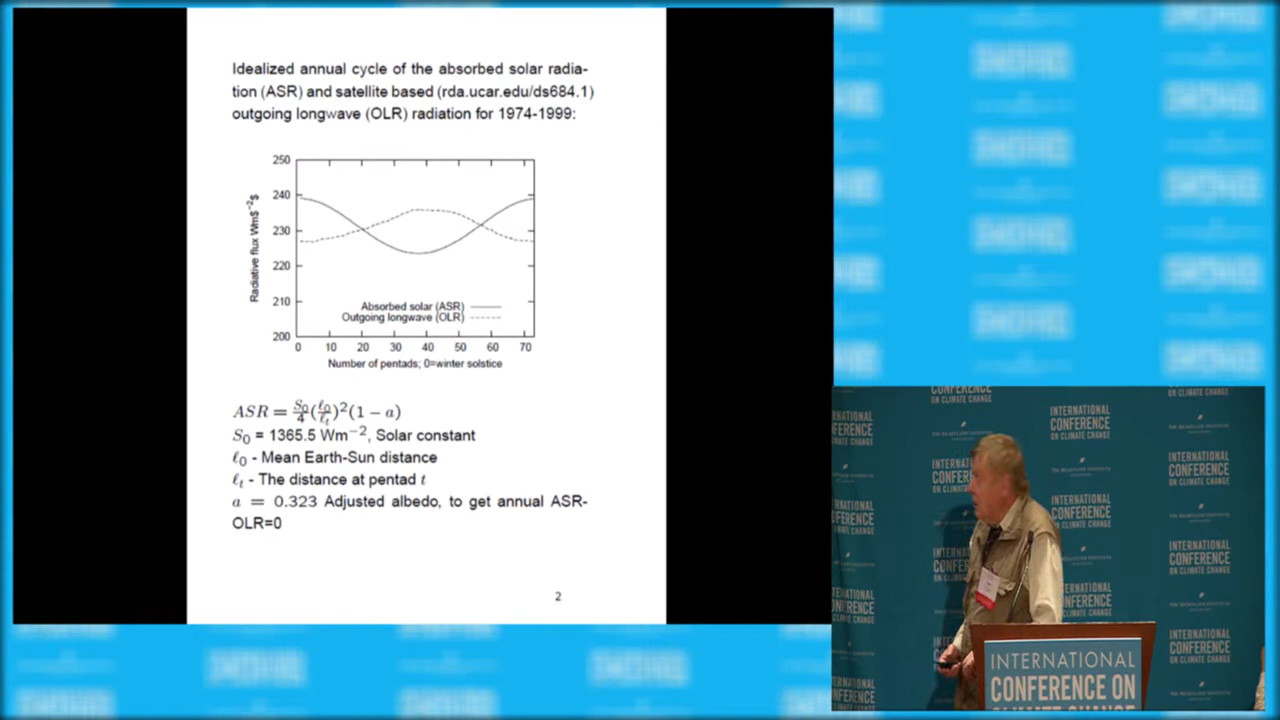 Idealized annual cycle of the absorbed solar radia-
tion (ASR) and satellite based (rda.ucar.edu/ds684.1)
outgoing longwave (OLR) radiation for 1974-1999:
250
240
230
220
210
200
Radiative flux Wm$^{-2}$
Absorbed solar (ASR)
Outgoing longwave (OLR)
0 10 20 30 40 50 60 70
Number of pentads; 0=winter solstice
ASR = S₀/4(ℓ₀/ℓₜ)²(1 − a)
S₀ = 1365.5 Wm⁻², Solar constant
ℓ₀ - Mean Earth-Sun distance
ℓₜ - The distance at pentad t
a = 0.323 Adjusted albedo, to get annual ASR-
OLR=0
2
INTERNATIONAL
CONFERENCE
ON CLIMATE CHANGE
THE HEARTLAND INSTITUTE
INTERNATIONAL
CONFERENCE ON
CLIMATE CHANGE